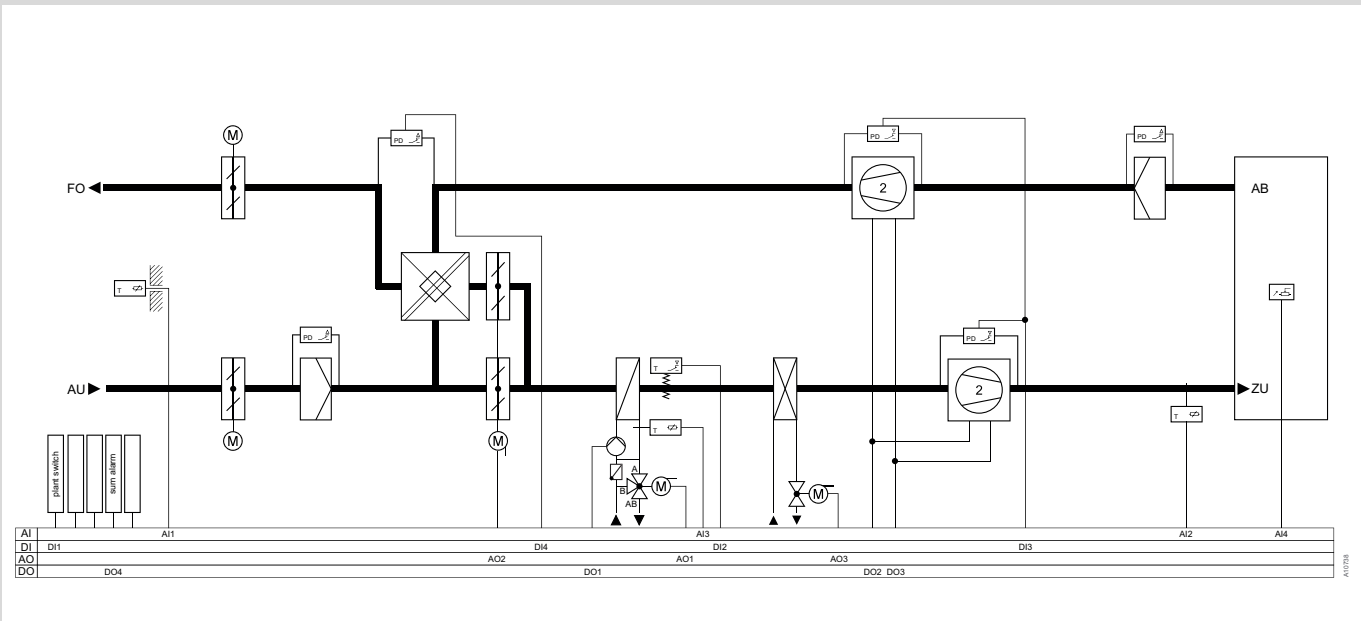 M
PD
PD
PD
FO
2
AB
T
PD
PD
AU
2
ZU
T
T
M
M
T
plant switch
sum alarm
A
B
M
M
AB
AI AI1 AI3 AI2 AI4
DI DI1 DI4 DI2 DI3
AO AO2 AO1 AO3
DO DO4 DO1 DO2 DO3
A10738